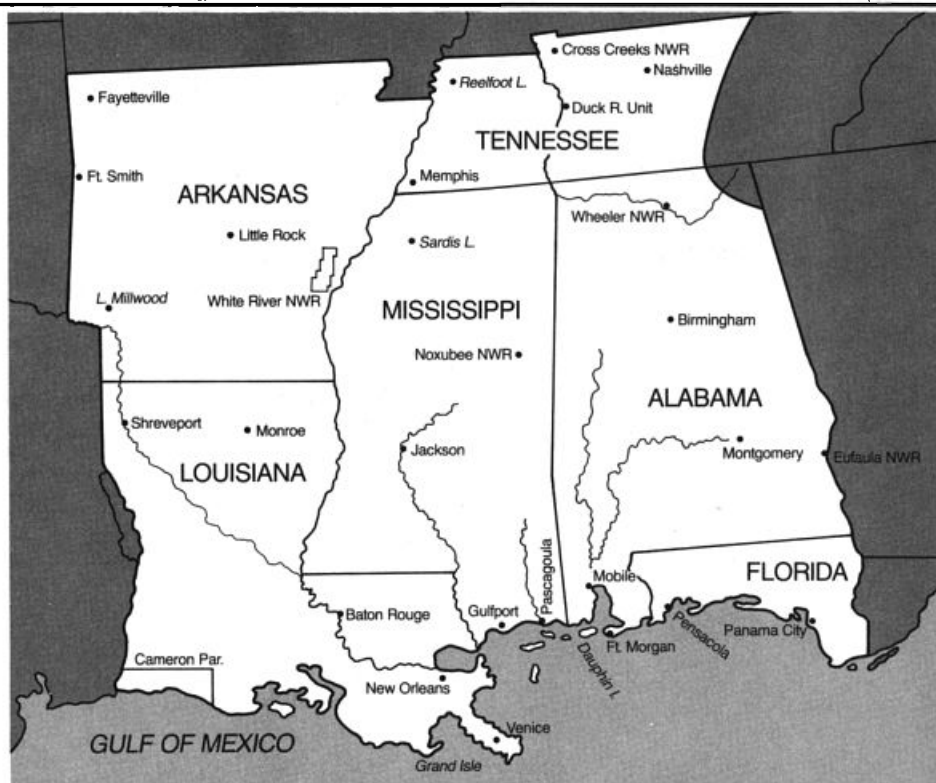 Cross Creeks NWR
Nashville
Reelfoot L.
Fayetteville
Duck R. Unit
TENNESSEE
Ft. Smith
Memphis
ARKANSAS
Wheeler NWR
Little Rock
Sardis L.
L. Millwood
White River NWR
MISSISSIPPI
Birmingham
Noxubee NWR
ALABAMA
Shreveport
Monroe
Jackson
Montgomery
Eufaula NWR
LOUISIANA
Pascagoula
Mobile
FLORIDA
Baton Rouge
Gulfport
Pensacola
Panama City
Ft. Morgan
Dauphin I.
Cameron Par.
New Orleans
Venice
GULF OF MEXICO
Grand Isle